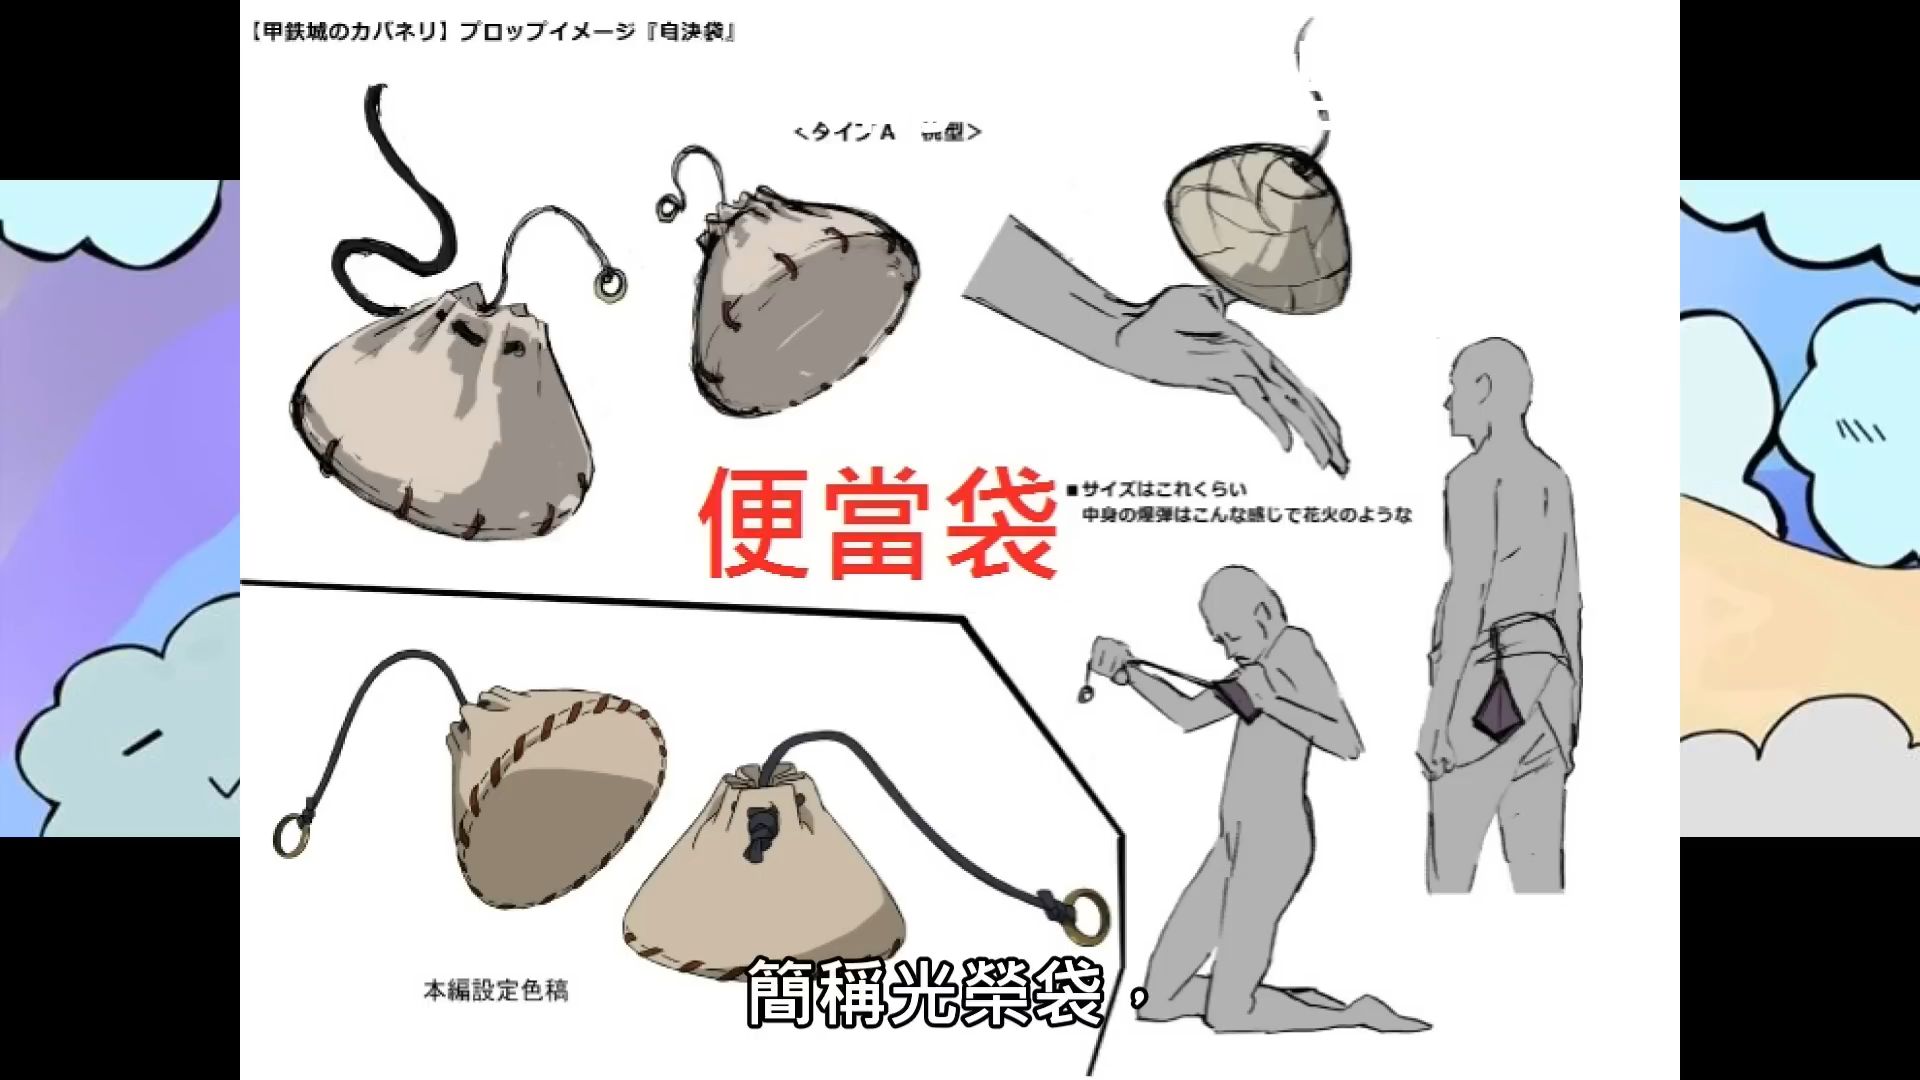 【甲鉄城のカバネリ】プロップイメージ『自決袋』
<タイプA 桃型>
便當袋
■サイズはこれくらい
中身の爆弾はこんな感じで花火のような
本編設定色稿
簡稱光榮袋，